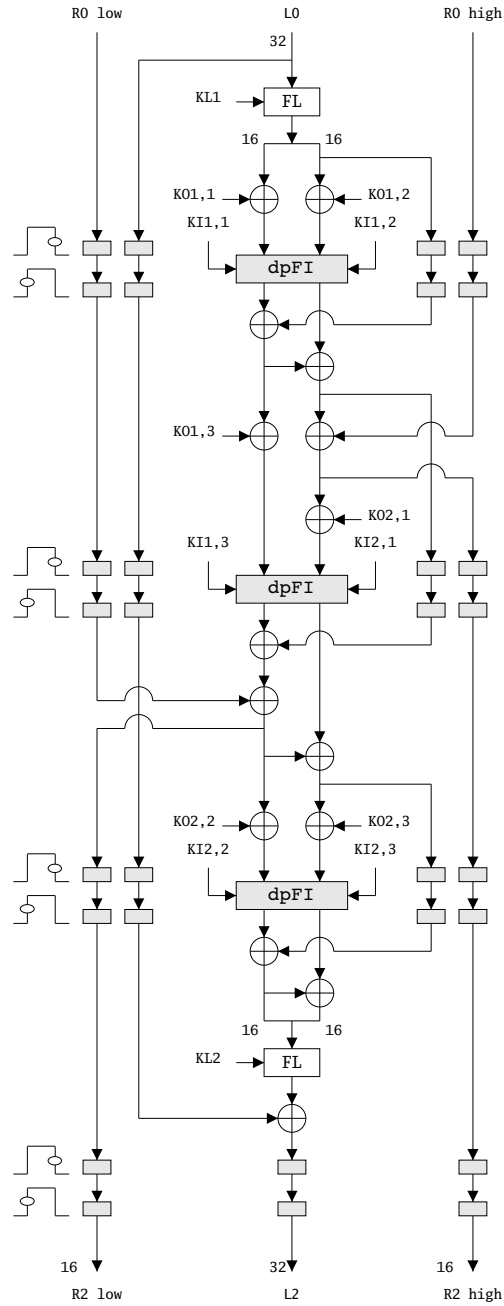 R0 low L0 R0 high
32
KL1 FL
16 16
KO1,1 KO1,2
KI1,1 KI1,2
dpFI
KO1,3
KO2,1
KI1,3 KI2,1
dpFI
KO2,2 KO2,3
KI2,2 KI2,3
dpFI
16 16
KL2 FL
16 32 16
R2 low L2 R2 high